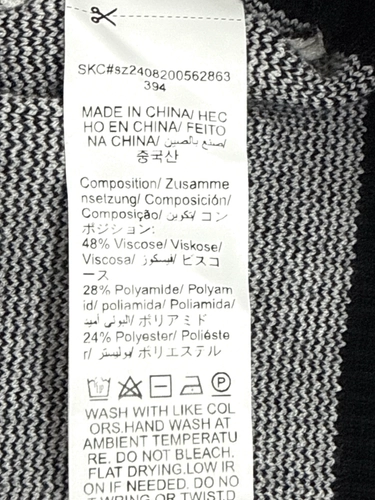 SKC#sz2408200562863
394
MADE IN CHINA/ HEC
HO EN CHINA/ FEITO
NA CHINA/ صنع بالصين/
중국산
Composition/ Zusamme
nsetzung/ Composición/
Composição/ تكوين/ コン
ポジション:
48% Viscose/ Viskose/
Viscosa/ فيسكوز/ ビスコ
ース
28% Polyamide/ Polyam
id/ poliamida/ Poliamida/
البولي أميد/ ポリアミド
24% Polyester/ Poliéste
r/ بوليستر/ ポリエステル
WASH WITH LIKE COL
ORS.HAND WASH AT
AMBIENT TEMPERATU
RE. DO NOT BLEACH.
FLAT DRYING.LOW IR
ON IF NEEDED. DO NO
T WRING OR TWIST.D